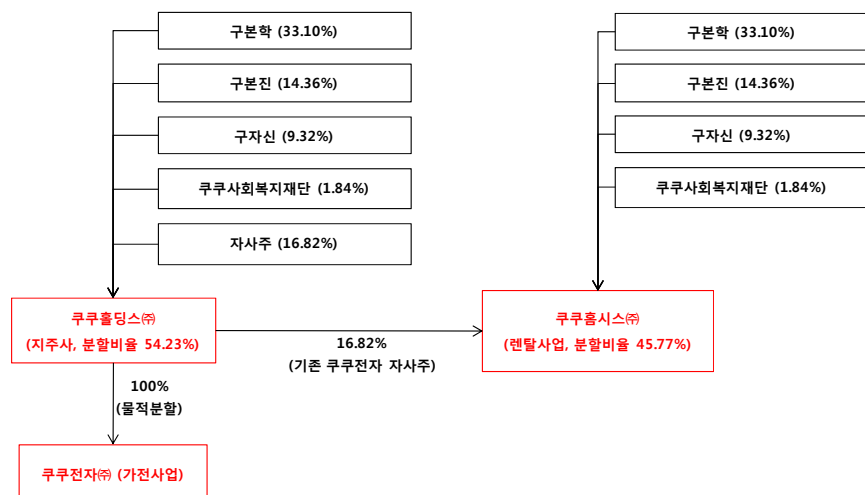 구본학 (33.10%)
구본진 (14.36%)
구자신 (9.32%)
쿠쿠사회복지재단 (1.84%)
자사주 (16.82%)
구본학 (33.10%)
구본진 (14.36%)
구자신 (9.32%)
쿠쿠사회복지재단 (1.84%)
쿠쿠홀딩스㈜
(지주사, 분할비율 54.23%)
16.82%
(기존 쿠쿠전자 자사주)
쿠쿠홈시스㈜
(렌탈사업, 분할비율 45.77%)
100%
(물적분할)
쿠쿠전자㈜ (가전사업)